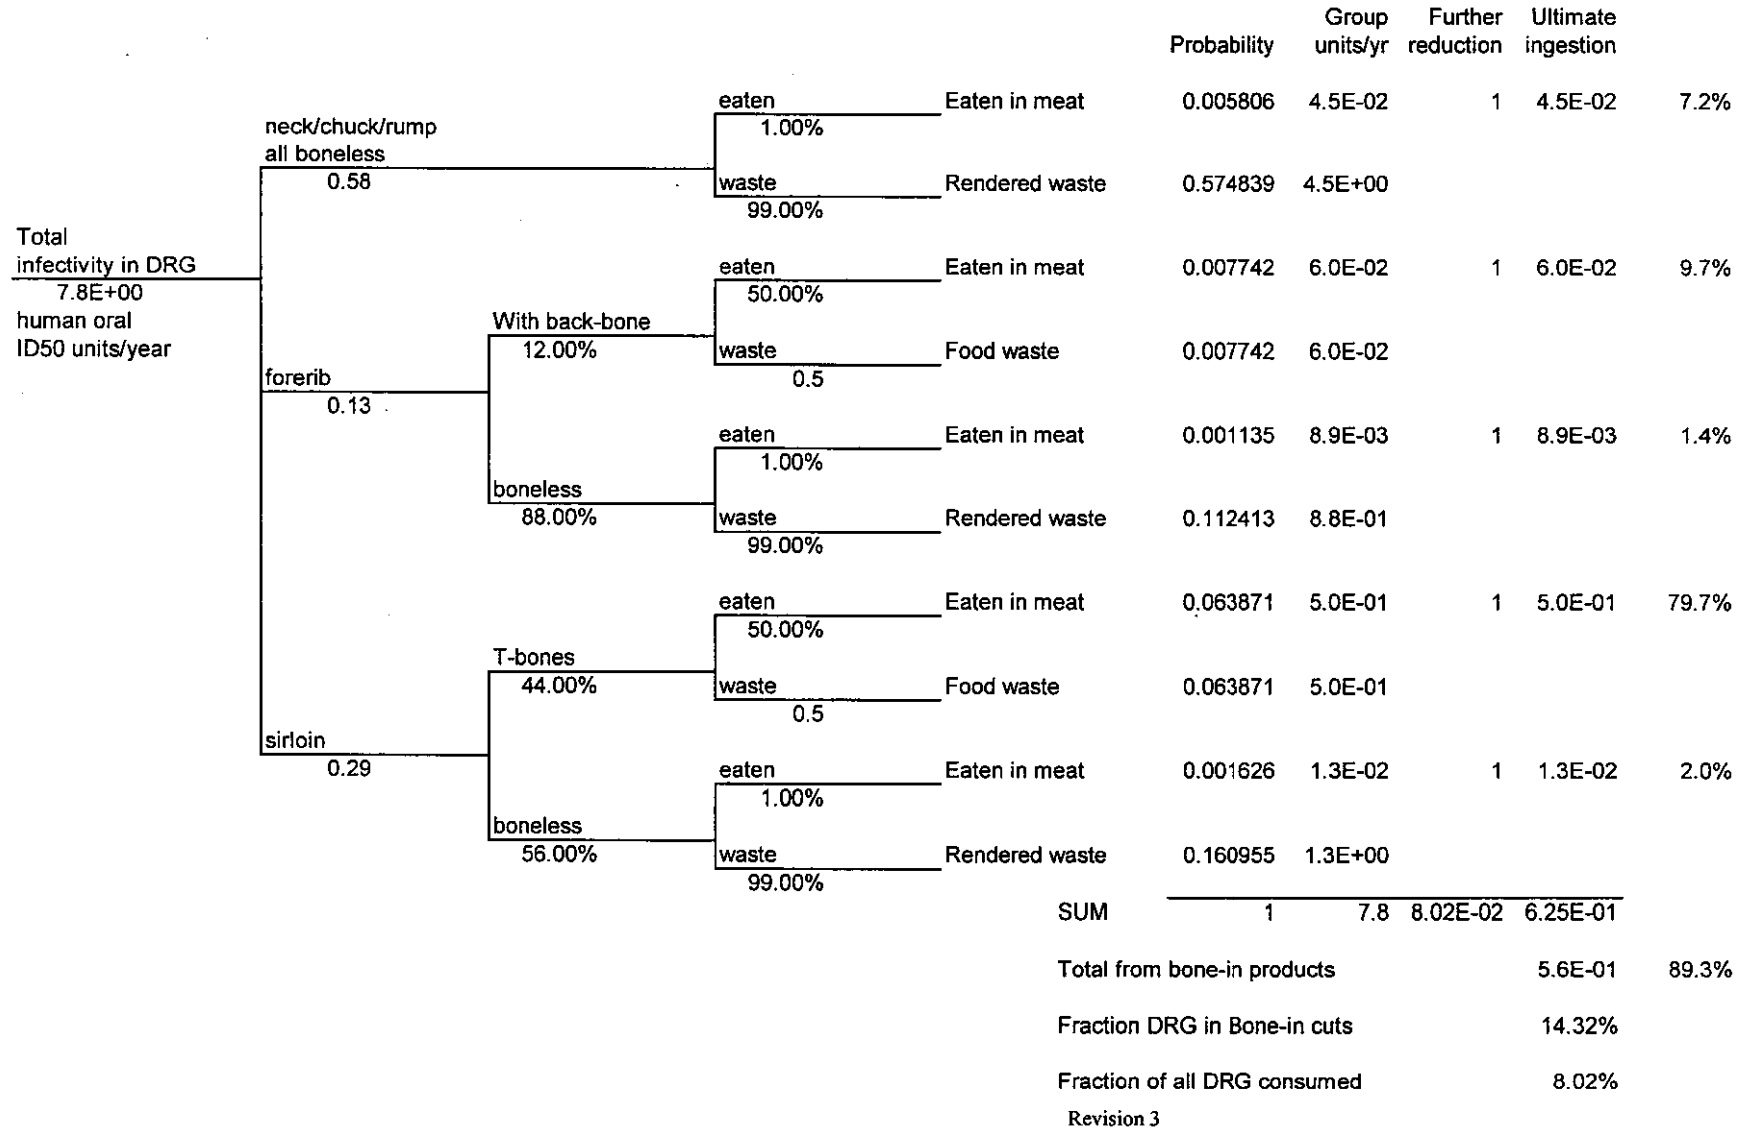 Group Further Ultimate
Probability units/yr reduction ingestion
eaten Eaten in meat 0.005806 4.5E-02 1 4.5E-02 7.2%
1.00%
neck/chuck/rump
all boneless
0.58
waste Rendered waste 0.574839 4.5E+00
99.00%
Total
infectivity in DRG
7.8E+00
human oral
ID50 units/year
eaten Eaten in meat 0.007742 6.0E-02 1 6.0E-02 9.7%
50.00%
With back-bone
12.00%
waste Food waste 0.007742 6.0E-02
0.5
forerib
0.13
eaten Eaten in meat 0.001135 8.9E-03 1 8.9E-03 1.4%
1.00%
boneless
88.00%
waste Rendered waste 0.112413 8.8E-01
99.00%
eaten Eaten in meat 0.063871 5.0E-01 1 5.0E-01 79.7%
50.00%
T-bones
44.00%
waste Food waste 0.063871 5.0E-01
0.5
sirloin
0.29
eaten Eaten in meat 0.001626 1.3E-02 1 1.3E-02 2.0%
1.00%
boneless
56.00%
waste Rendered waste 0.160955 1.3E+00
99.00%
SUM 1 7.8 8.02E-02 6.25E-01
Total from bone-in products 5.6E-01 89.3%
Fraction DRG in Bone-in cuts 14.32%
Fraction of all DRG consumed 8.02%
Revision 3